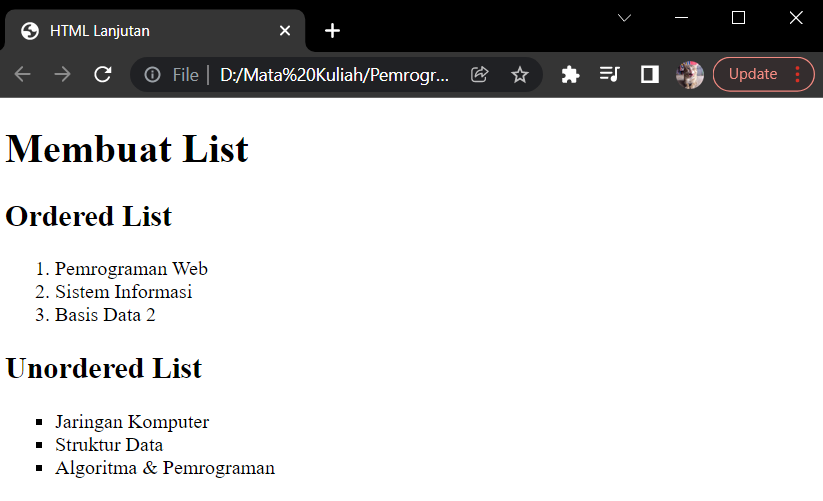 HTML Lanjutan
File
D:/Mata%20Kuliah/Pemrogr...
Update
Membuat List
Ordered List
1. Pemrograman Web
2. Sistem Informasi
3. Basis Data 2
Unordered List
▪ Jaringan Komputer
▪ Struktur Data
▪ Algoritma & Pemrograman